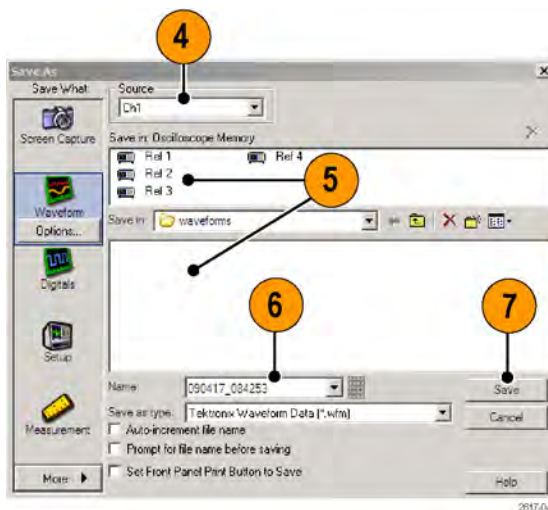 4
Save As
Save What:
Source
Ch1
Screen Capture
Save in: Oscilloscope Memory
Ref 1
Ref 4
Ref 2
Ref 3
5
Waveform
Options...
Save in:
waveforms
Digitals
6
7
Setup
Name:
090417_084253
Save
Save as type:
Tektronix Waveform Data (*.wfm)
Cancel
Measurement
Auto-increment file name
Prompt for file name before saving
Set Front Panel Print Button to Save
More
Help